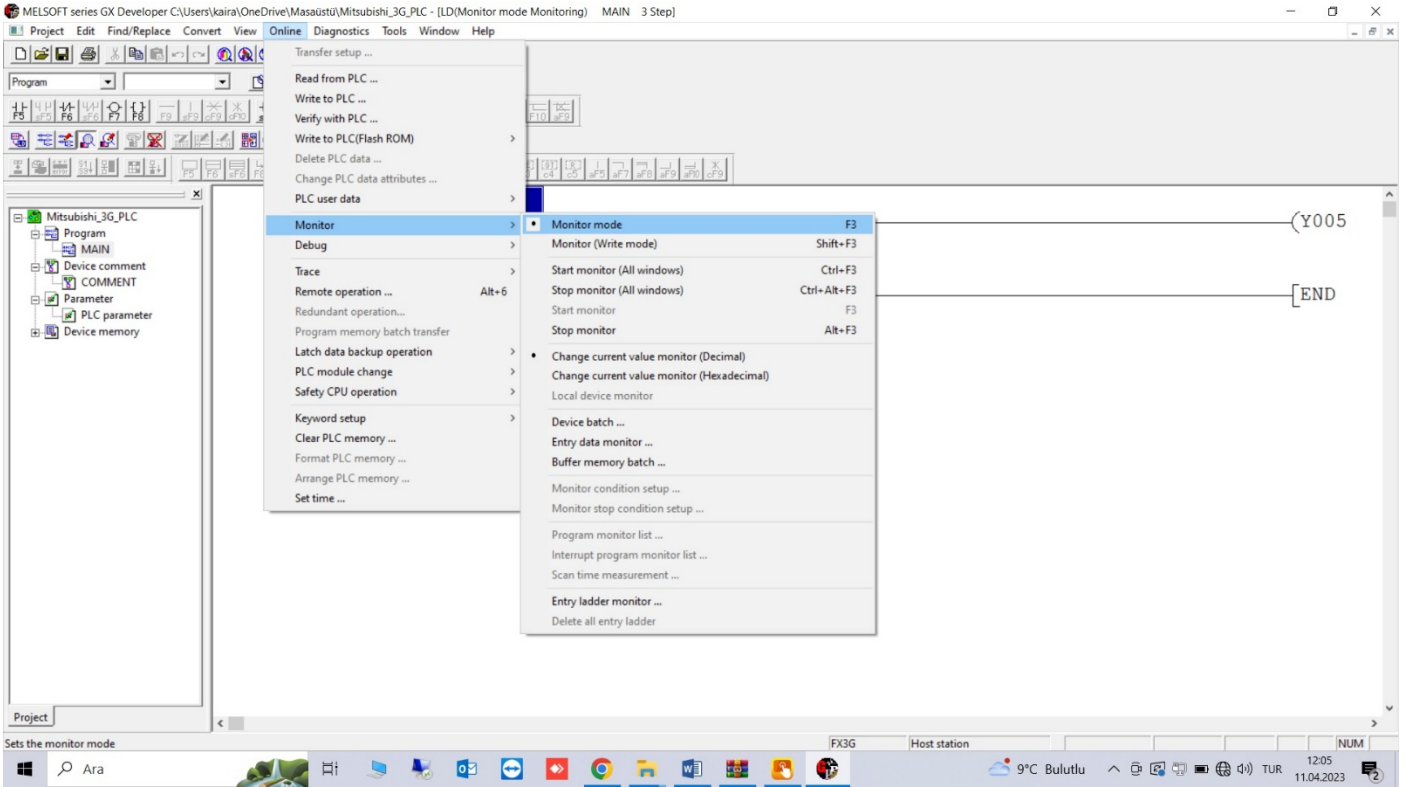 MELSOFT series GX Developer C:\Users\kaira\OneDrive\Masaüstü\Mitsubishi_3G_PLC - [LD(Monitor mode Monitoring) MAIN 3 Step]
Project Edit Find/Replace Convert View Online Diagnostics Tools Window Help
Program
Transfer setup ...
Read from PLC ...
Write to PLC ...
Verify with PLC ...
Write to PLC(Flash ROM)
Delete PLC data ...
Change PLC data attributes ...
PLC user data
Monitor
Debug
Trace
Remote operation ... Alt+6
Redundant operation...
Program memory batch transfer
Latch data backup operation
PLC module change
Safety CPU operation
Keyword setup
Clear PLC memory ...
Format PLC memory ...
Arrange PLC memory ...
Set time ...
Monitor mode F3
Monitor (Write mode) Shift+F3
Start monitor (All windows) Ctrl+F3
Stop monitor (All windows) Ctrl+Alt+F3
Start monitor F3
Stop monitor Alt+F3
Change current value monitor (Decimal)
Change current value monitor (Hexadecimal)
Local device monitor
Device batch ...
Entry data monitor ...
Buffer memory batch ...
Monitor condition setup ...
Monitor stop condition setup ...
Program monitor list ...
Interrupt program monitor list ...
Scan time measurement ...
Entry ladder monitor ...
Delete all entry ladder
Mitsubishi_3G_PLC
Program
MAIN
Device comment
COMMENT
Parameter
PLC parameter
Device memory
Y005
END
Project
Sets the monitor mode FX3G Host station NUM
Ara
9°C Bulutlu TUR 12:05
11.04.2023
2